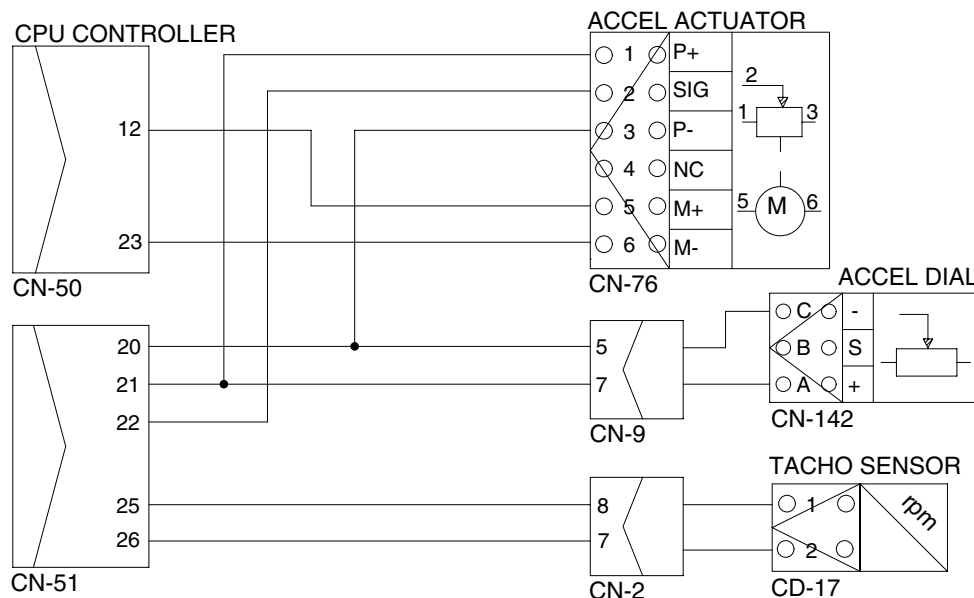 CPU CONTROLLER
ACCEL ACTUATOR
1 P+
2 SIG
3 P-
4 NC
5 M+
6 M-
2
1 3
5 M 6
12
23
CN-50
CN-76
ACCEL DIAL
20
21
22
25
26
CN-51
5
7
CN-9
C -
B S
A +
CN-142
8
7
CN-2
TACHO SENSOR
1
2
rpm
CD-17